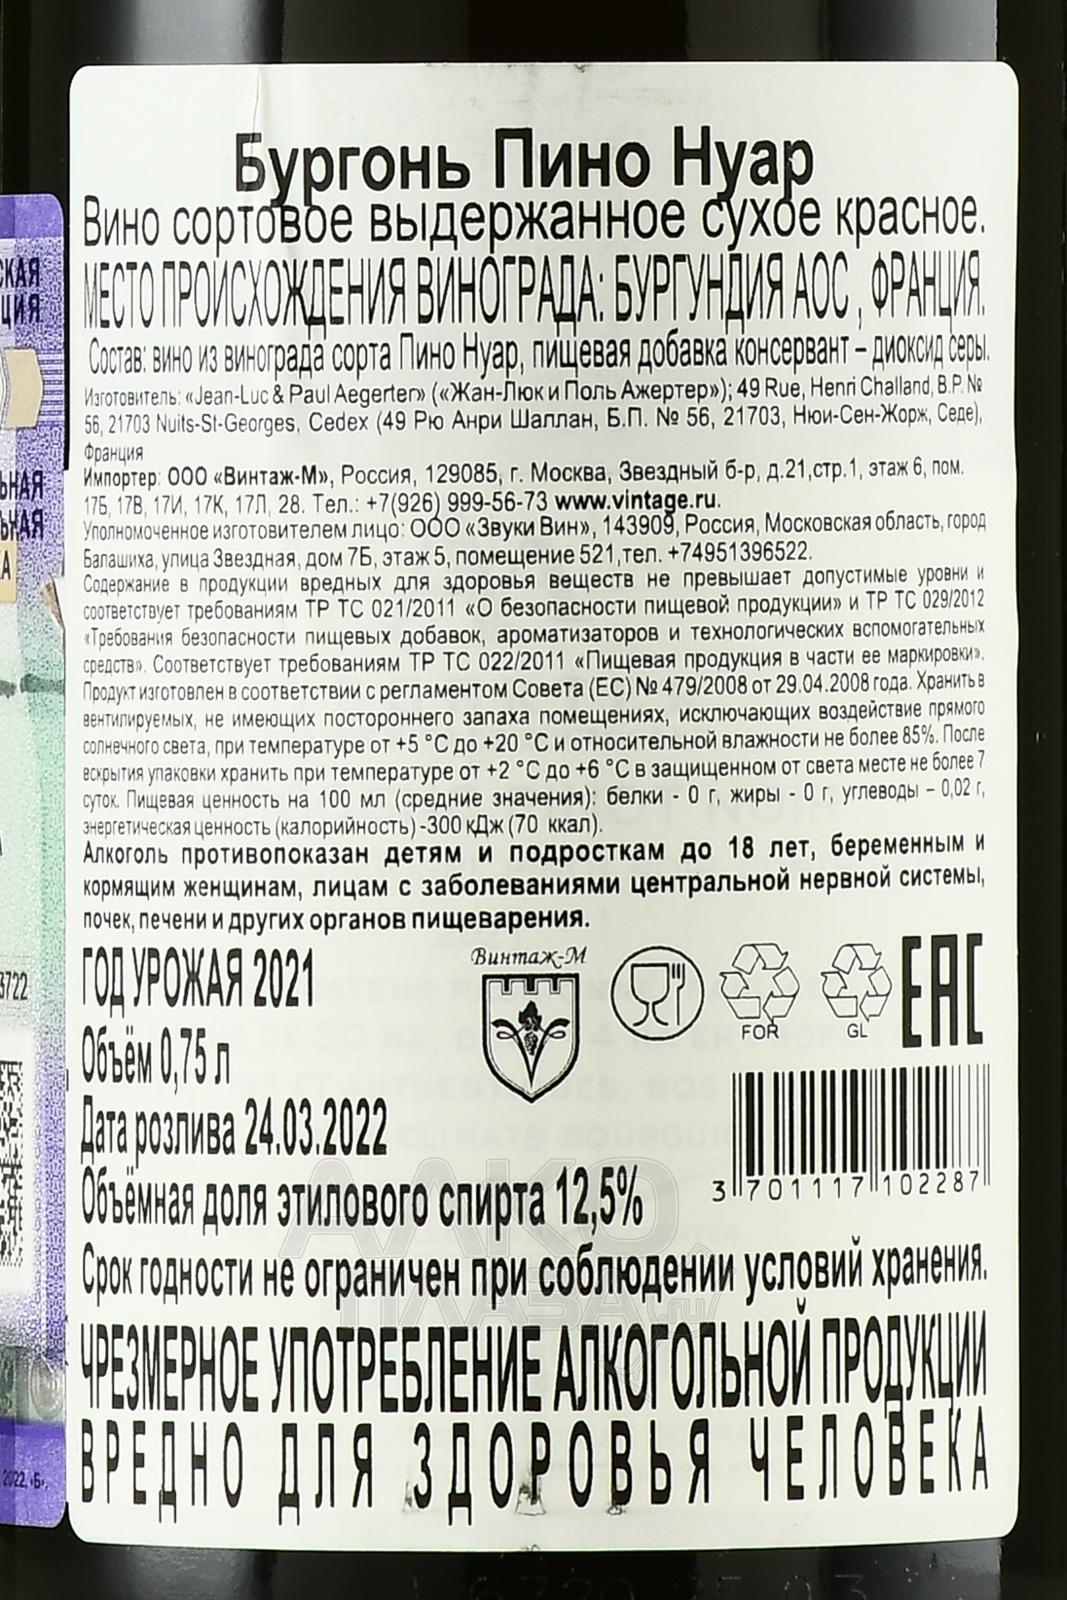 Бургонь Пино Нуар
Вино сортовое выдержанное сухое красное.
МЕСТО ПРОИСХОЖДЕНИЯ ВИНОГРАДА: БУРГУНДИЯ АОС , ФРАНЦИЯ.
Состав: вино из винограда сорта Пино Нуар, пищевая добавка консервант – диоксид серы.
Изготовитель: «Jean-Luc & Paul Aegerter» («Жан-Люк и Поль Ажертер»); 49 Rue, Henri Challand, B.P. №
56, 21703 Nuits-St-Georges, Cedex (49 Рю Анри Шаллан, Б.П. № 56, 21703, Нюи-Сен-Жорж, Седе),
Франция
Импортер: ООО «Винтаж-М», Россия, 129085, г. Москва, Звездный б-р, д.21,стр.1, этаж 6, пом.
17Б, 17В, 17И, 17К, 17Л, 28. Тел.: +7(926) 999-56-73 www.vintage.ru.
Уполномоченное изготовителем лицо: ООО «Звуки Вин», 143909, Россия, Московская область, город
Балашиха, улица Звездная, дом 7Б, этаж 5, помещение 521,тел. +74951396522.
Содержание в продукции вредных для здоровья веществ не превышает допустимые уровни и
соответствует требованиям ТР ТС 021/2011 «О безопасности пищевой продукции» и ТР ТС 029/2012
«Требования безопасности пищевых добавок, ароматизаторов и технологических вспомогательных
средств». Соответствует требованиям ТР ТС 022/2011 «Пищевая продукция в части ее маркировки».
Продукт изготовлен в соответствии с регламентом Совета (ЕС) № 479/2008 от 29.04.2008 года. Хранить в
вентилируемых, не имеющих постороннего запаха помещениях, исключающих воздействие прямого
солнечного света, при температуре от +5 °С до +20 °С и относительной влажности не более 85%. После
вскрытия упаковки хранить при температуре от +2 °С до +6 °С в защищенном от света месте не более 7
суток. Пищевая ценность на 100 мл (средние значения): белки - 0 г, жиры - 0 г, углеводы – 0,02 г,
энергетическая ценность (калорийность) -300 кДж (70 ккал).
Алкоголь противопоказан детям и подросткам до 18 лет, беременным и
кормящим женщинам, лицам с заболеваниями центральной нервной системы,
почек, печени и других органов пищеварения.
ГОД УРОЖАЯ 2021
Винтаж-М
FOR
GL
ЕАС
Объём 0,75 л
Дата розлива 24.03.2022
3 701117 102287
Объёмная доля этилового спирта 12,5%
Срок годности не ограничен при соблюдении условий хранения.
ЧРЕЗМЕРНОЕ УПОТРЕБЛЕНИЕ АЛКОГОЛЬНОЙ ПРОДУКЦИИ
ВРЕДНО ДЛЯ ЗДОРОВЬЯ ЧЕЛОВЕКА
АЛКО
ПЛАЗА.ru
3722
2022, «Б».